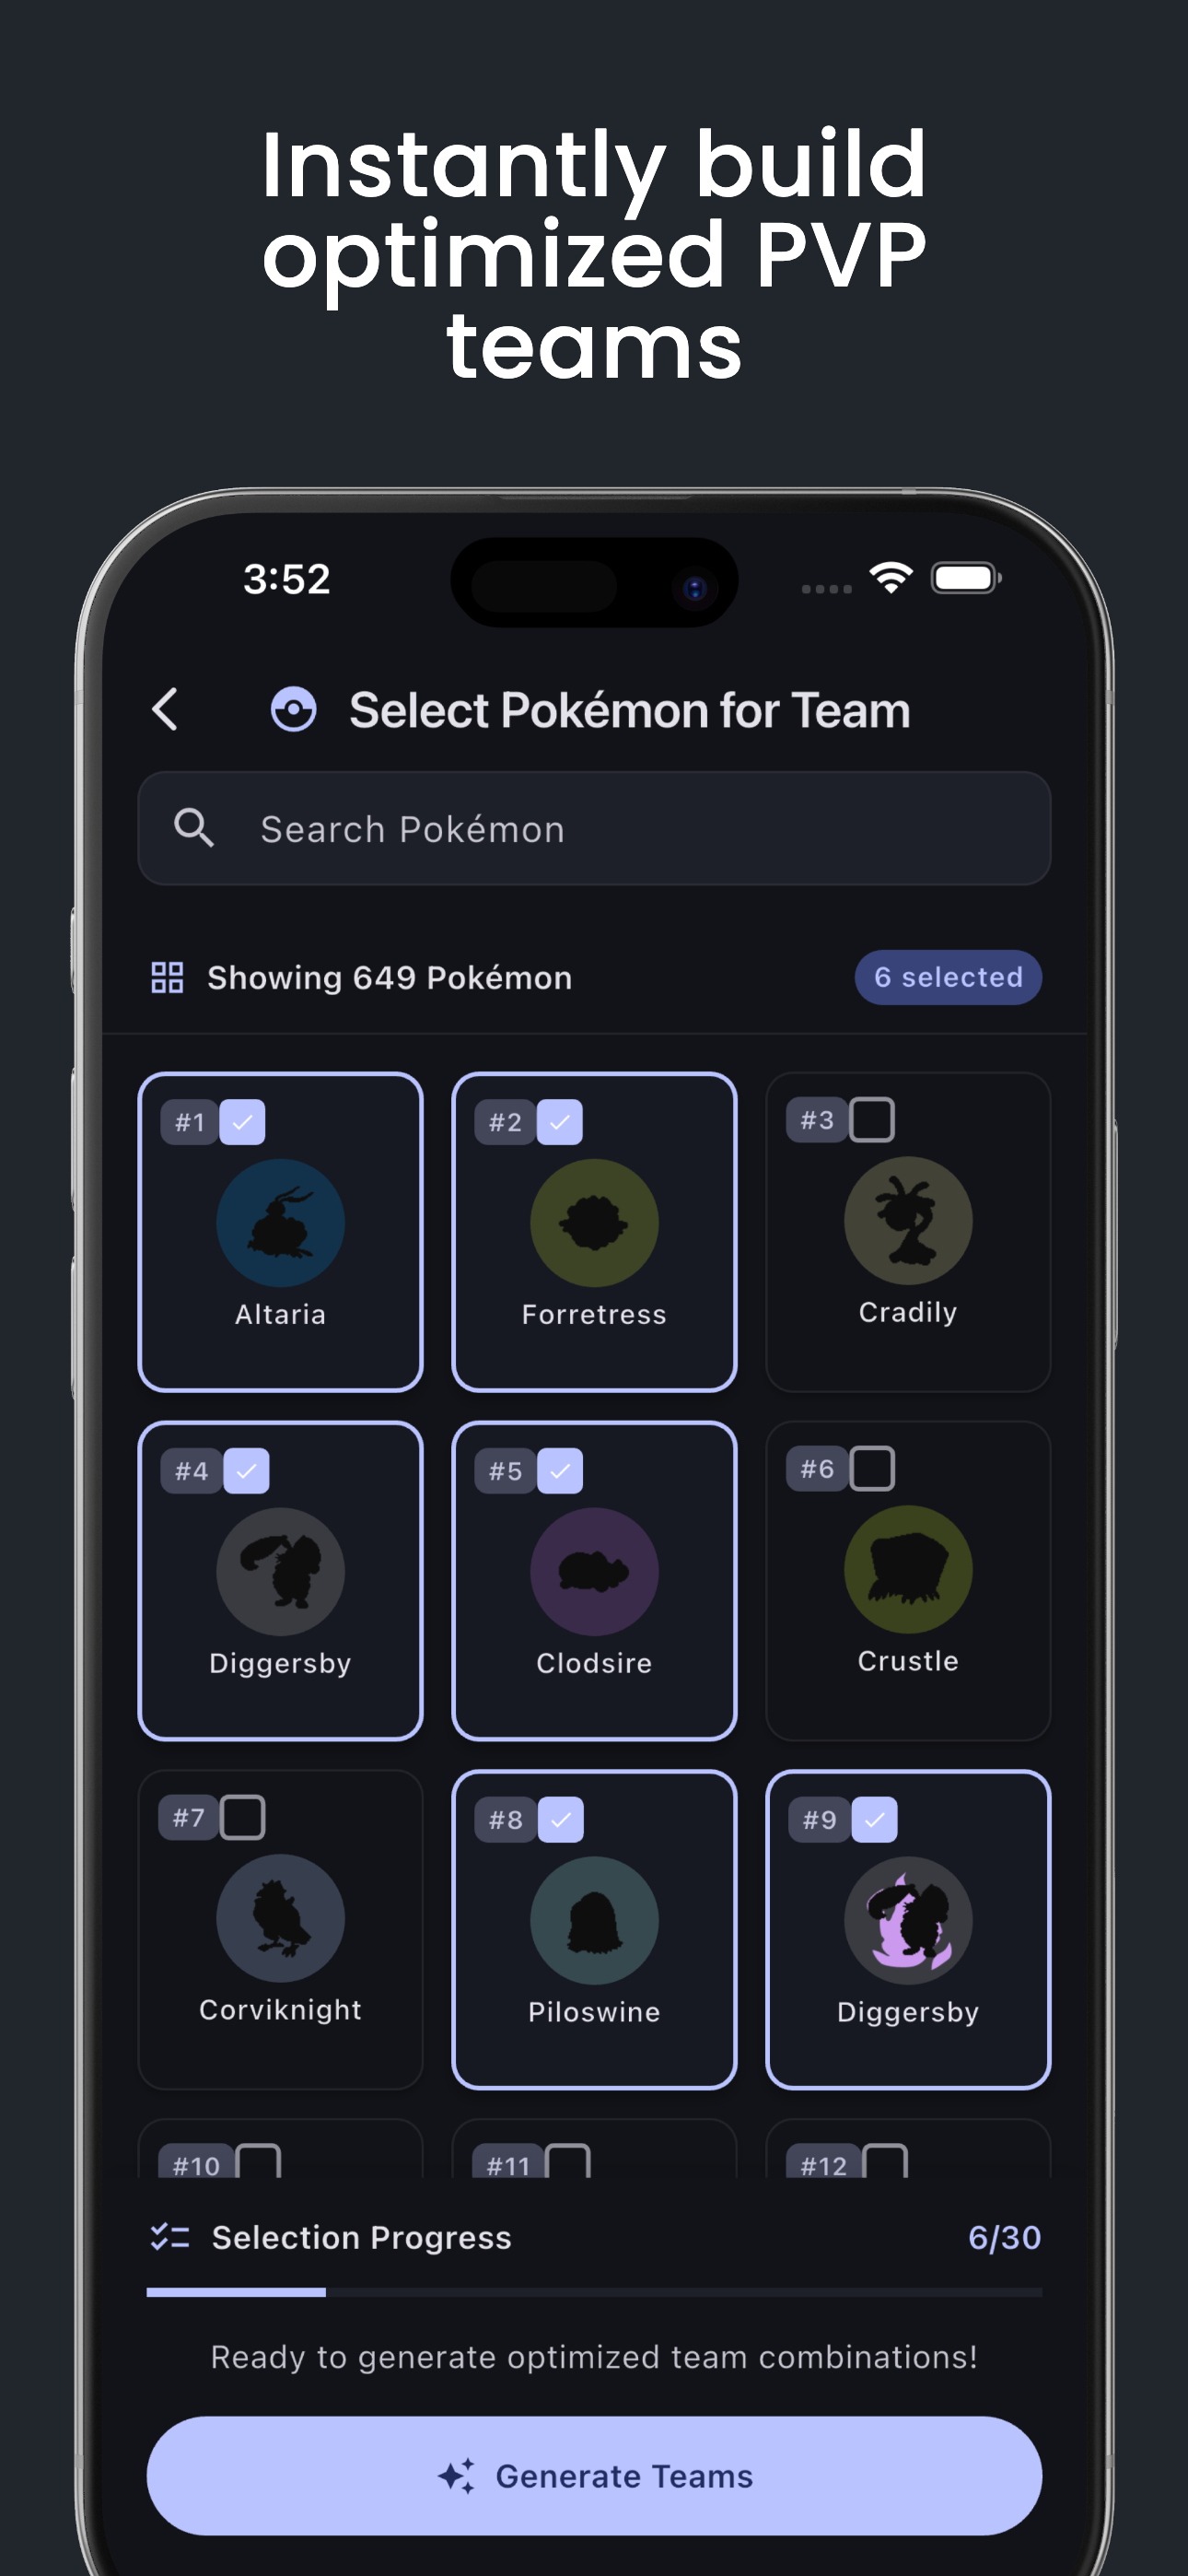 Instantly build
optimized PVP
teams
3:52
Select Pokémon for Team
Search Pokémon
Showing 649 Pokémon
6 selected
#1
#2
#3
Altaria
Forretress
Cradily
#4
#5
#6
Diggersby
Clodsire
Crustle
#7
#8
#9
Corviknight
Piloswine
Diggersby
#10
#11
#12
Selection Progress
6/30
Ready to generate optimized team combinations!
Generate Teams